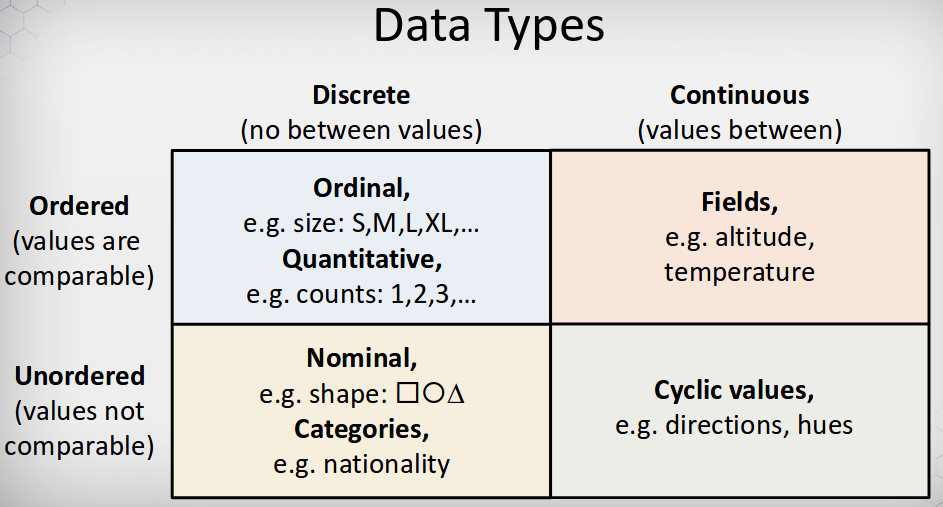 Data Types
Discrete
(no between values)
Continuous
(values between)
Ordered
(values are
comparable)
Ordinal,
e.g. size: S,M,L,XL,...
Quantitative,
e.g. counts: 1,2,3,...
Fields,
e.g. altitude,
temperature
Unordered
(values not
comparable)
Nominal,
e.g. shape: □○∆
Categories,
e.g. nationality
Cyclic values,
e.g. directions, hues